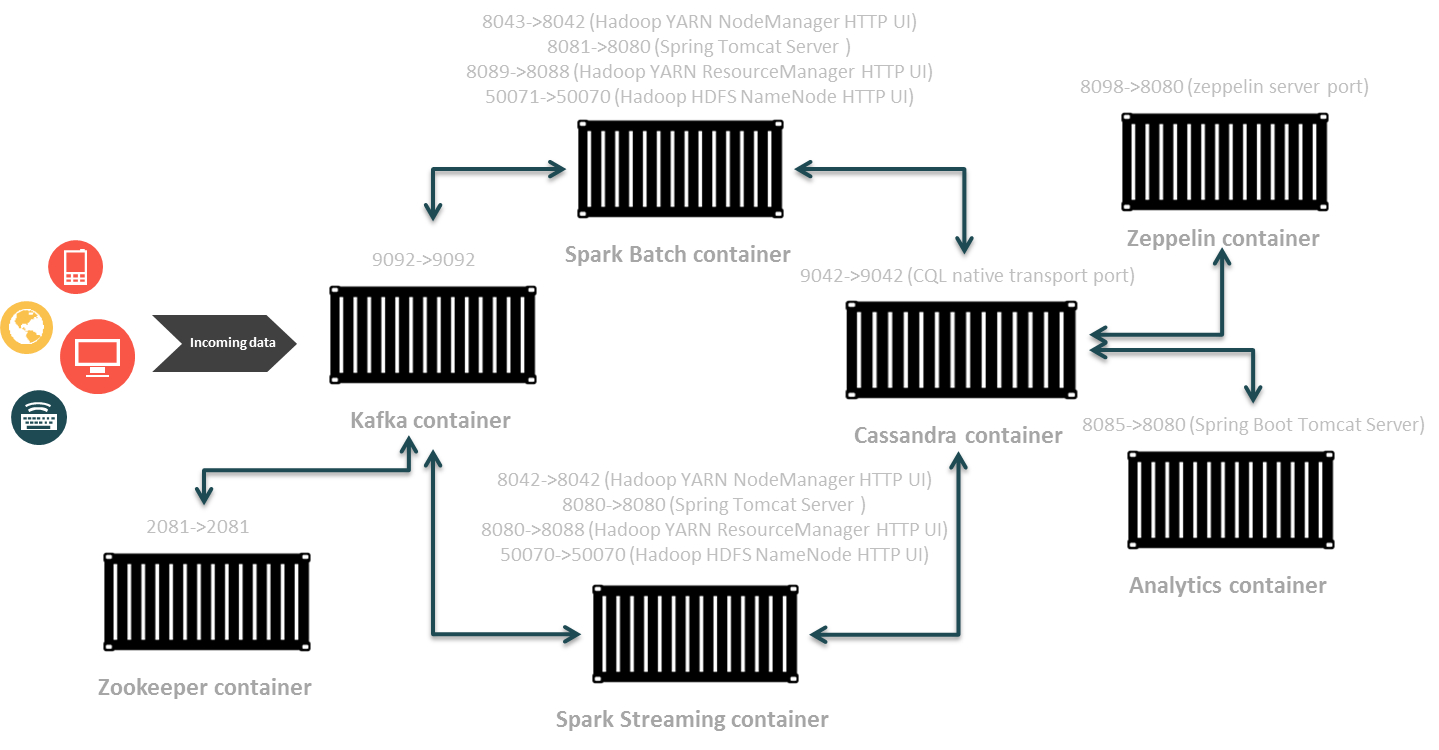 8043->8042 (Hadoop YARN NodeManager HTTP UI)
8081->8080 (Spring Tomcat Server )
8089->8088 (Hadoop YARN ResourceManager HTTP UI)
50071->50070 (Hadoop HDFS NameNode HTTP UI)
Spark Batch container
8098->8080 (zeppelin server port)
Zeppelin container
9092->9092
Kafka container
Incoming data
9042->9042 (CQL native transport port)
Cassandra container
8085->8080 (Spring Boot Tomcat Server)
Analytics container
2081->2081
Zookeeper container
8042->8042 (Hadoop YARN NodeManager HTTP UI)
8080->8080 (Spring Tomcat Server )
8080->8088 (Hadoop YARN ResourceManager HTTP UI)
50070->50070 (Hadoop HDFS NameNode HTTP UI)
Spark Streaming container